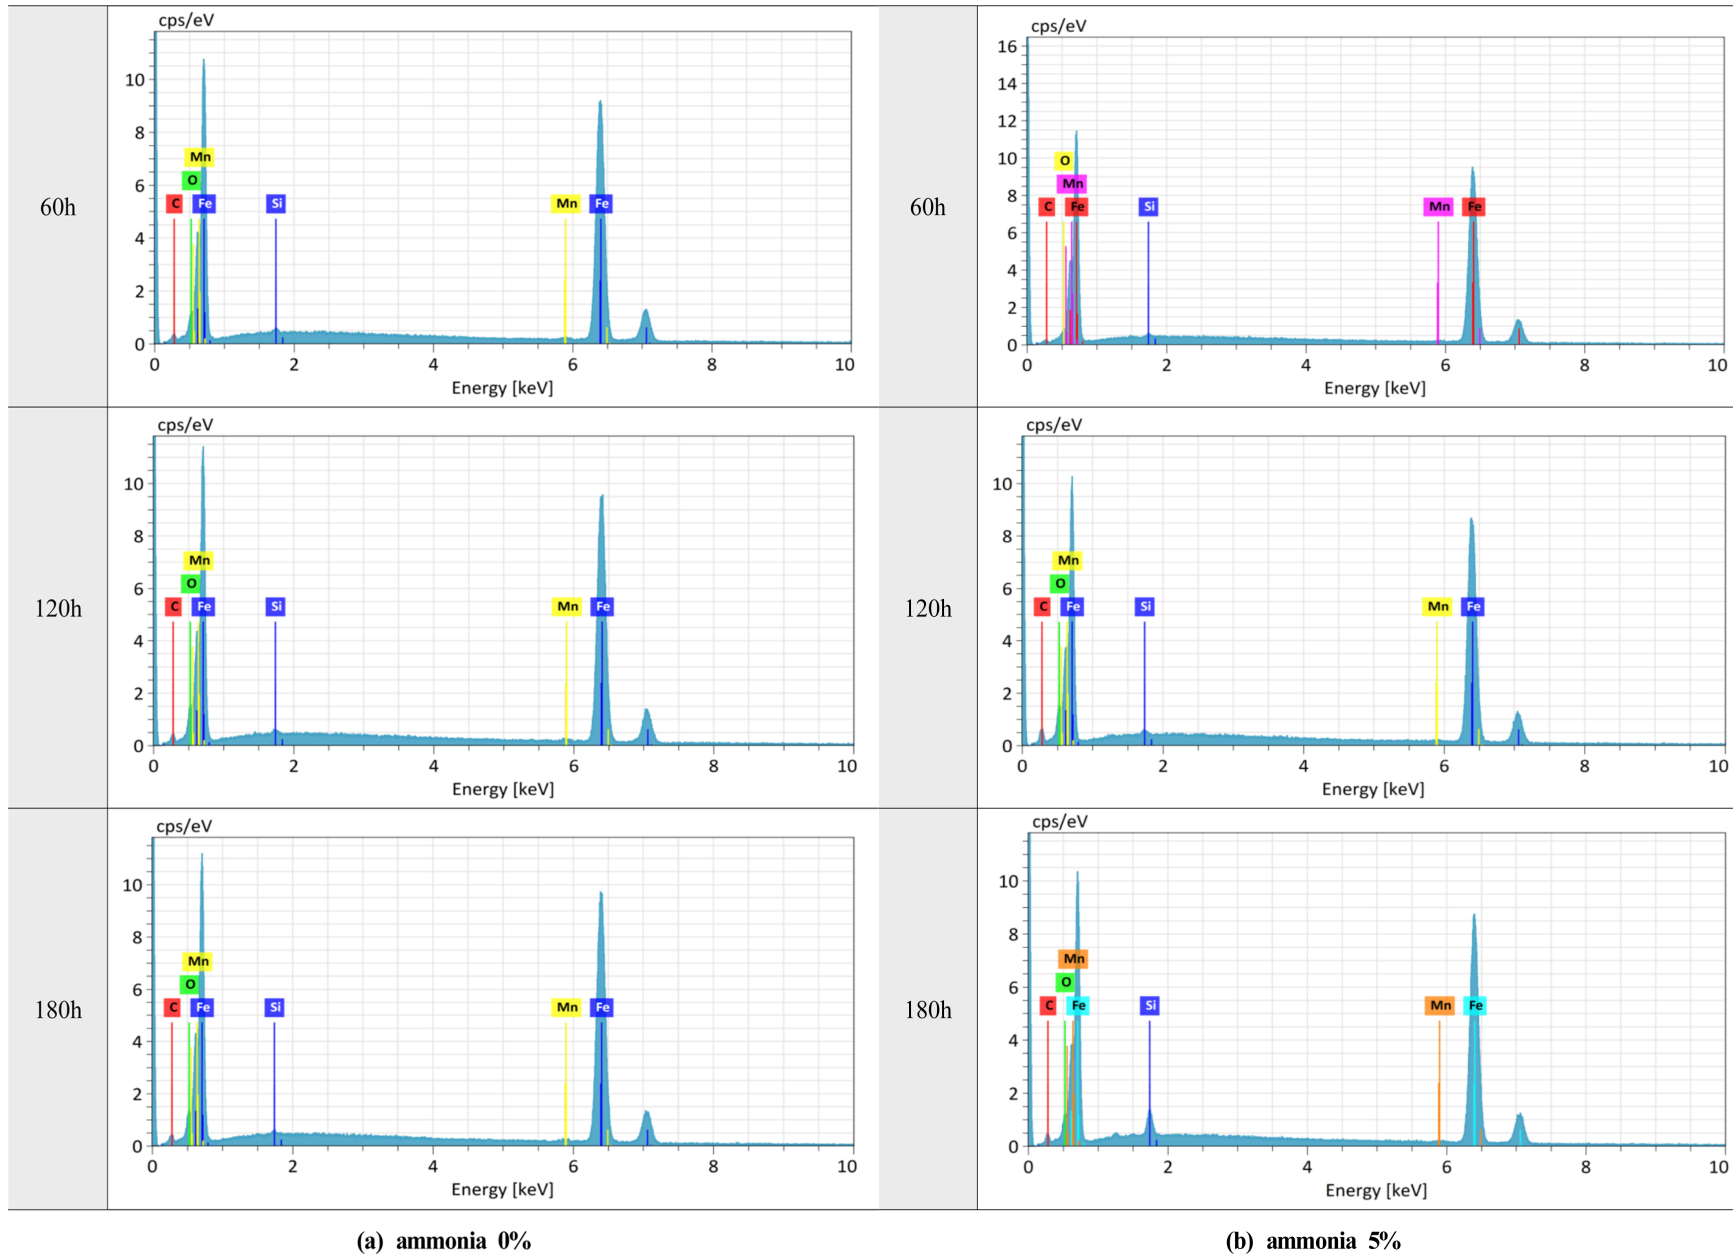 60h
cps/eV
10
8
6
4
2
0
Mn
O
C
Fe
Si
Mn
Fe
0 2 4 6 8 10
Energy [keV]
60h
cps/eV
16
14
12
10
8
6
4
2
0
O
Mn
C
Fe
Si
Mn
Fe
0 2 4 6 8 10
Energy [keV]
120h
cps/eV
10
8
6
4
2
0
Mn
O
C
Fe
Si
Mn
Fe
0 2 4 6 8 10
Energy [keV]
120h
cps/eV
10
8
6
4
2
0
Mn
O
C
Fe
Si
Mn
Fe
0 2 4 6 8 10
Energy [keV]
180h
cps/eV
10
8
6
4
2
0
Mn
O
C
Fe
Si
Mn
Fe
0 2 4 6 8 10
Energy [keV]
180h
cps/eV
10
8
6
4
2
0
Mn
O
C
Fe
Si
Mn
Fe
0 2 4 6 8 10
Energy [keV]
(a) ammonia 0%
(b) ammonia 5%